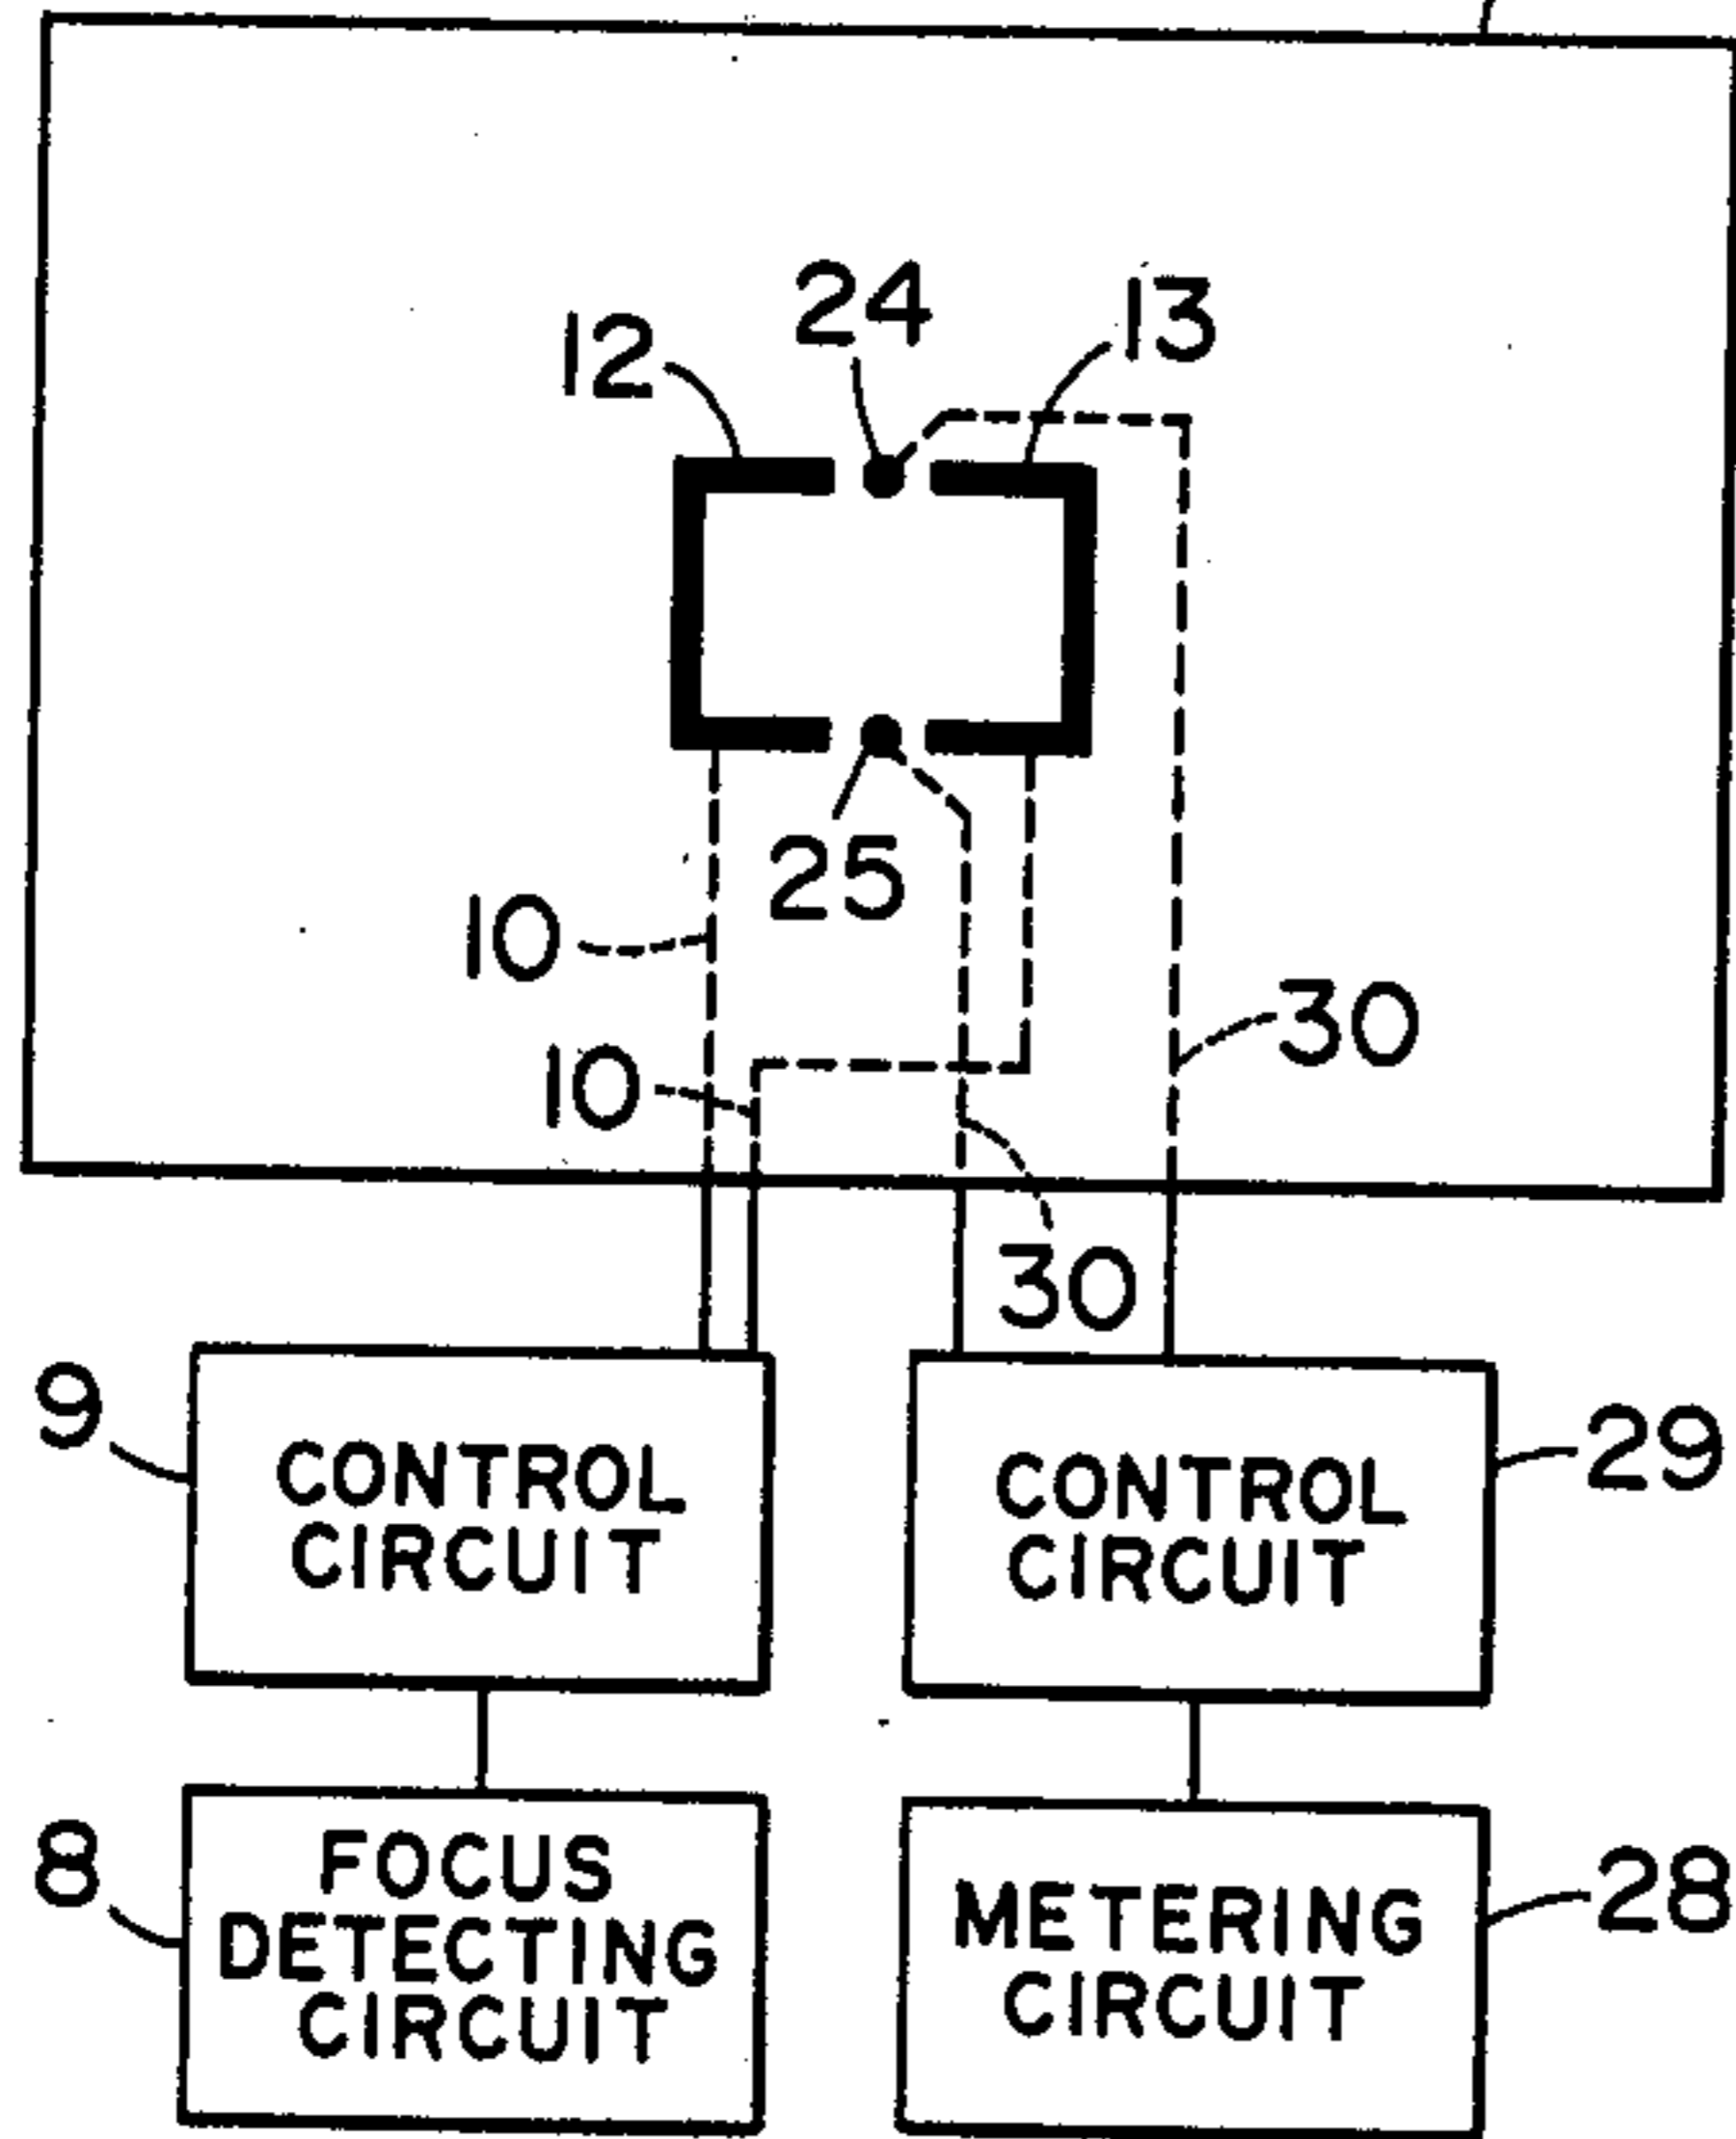 24
13
12
25
10
30
10
30
9
CONTROL
CIRCUIT
CONTROL
CIRCUIT
29
8
FOCUS
DETECTING
CIRCUIT
METERING
CIRCUIT
28